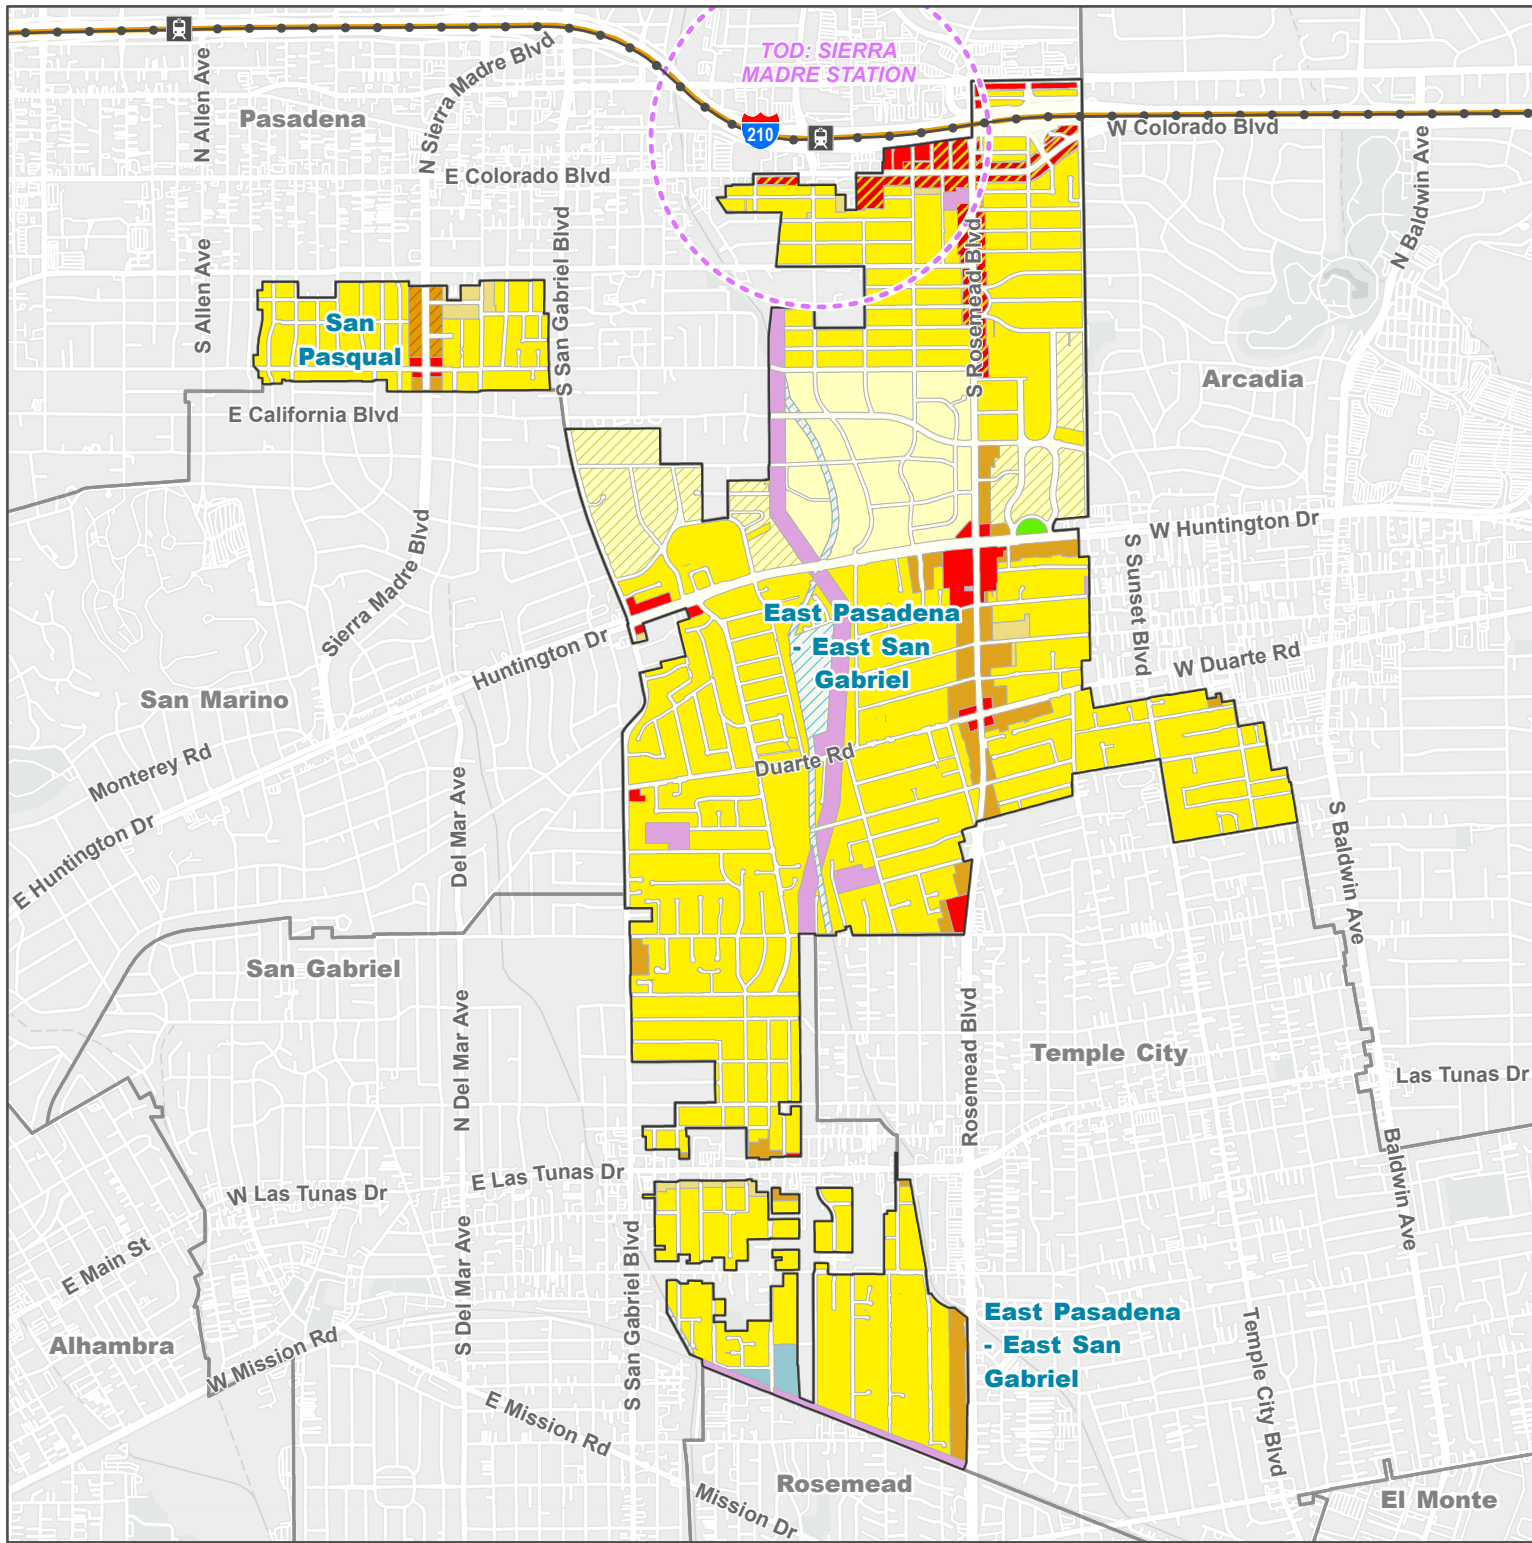 TOD: SIERRA
MADRE STATION
N Allen Ave
Pasadena
N Sierra Madre Blvd
210
W Colorado Blvd
E Colorado Blvd
N Baldwin Ave
S Allen Ave
S San Gabriel Blvd
S Rosemead Blvd
San
Pasqual
Arcadia
E California Blvd
W Huntington Dr
S Sunset Blvd
Sierra Madre Blvd
East Pasadena
- East San
Gabriel
Huntington Dr
W Duarte Rd
San Marino
Monterey Rd
Duarte Rd
E Huntington Dr
Del Mar Ave
S Baldwin Ave
San Gabriel
N Del Mar Ave
Rosemead Blvd
Temple City
Las Tunas Dr
E Las Tunas Dr
W Las Tunas Dr
Baldwin Ave
E Main St
S Del Mar Ave
S San Gabriel Blvd
East Pasadena
- East San
Gabriel
Alhambra
W Mission Rd
Temple City Blvd
E Mission Rd
Rosemead
Mission Dr
El Monte